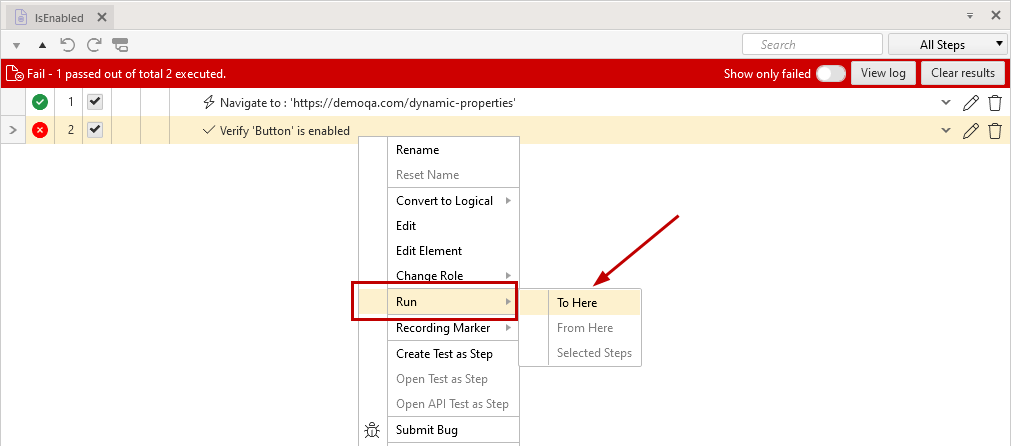 IsEnabled
Search
All Steps
Fail - 1 passed out of total 2 executed.
Show only failed
View log
Clear results
1
Navigate to : 'https://demoqa.com/dynamic-properties'
2
Verify 'Button' is enabled
Rename
Reset Name
Convert to Logical
Edit
Edit Element
Change Role
Run
To Here
From Here
Recording Marker
Selected Steps
Create Test as Step
Open Test as Step
Open API Test as Step
Submit Bug